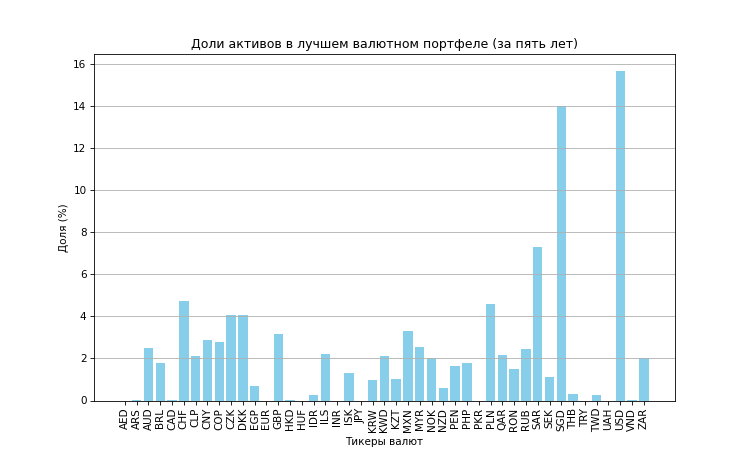 Доли активов в лучшем валютном портфеле (за пять лет)
16
14
12
10
8
6
4
2
0
Доля (%)
AED ARS AUD BRL CAD CHF CLP CNY COP CZK DKK EGP EUR GBP HKD HUF IDR ILS INR ISK JPY KRW KWD KZT MXN MYR NOK NZD PEN PHP PKR PLN QAR RON RUB SAR SEK SGD THB TRY TWD UAH USD VND ZAR
Тикеры валют